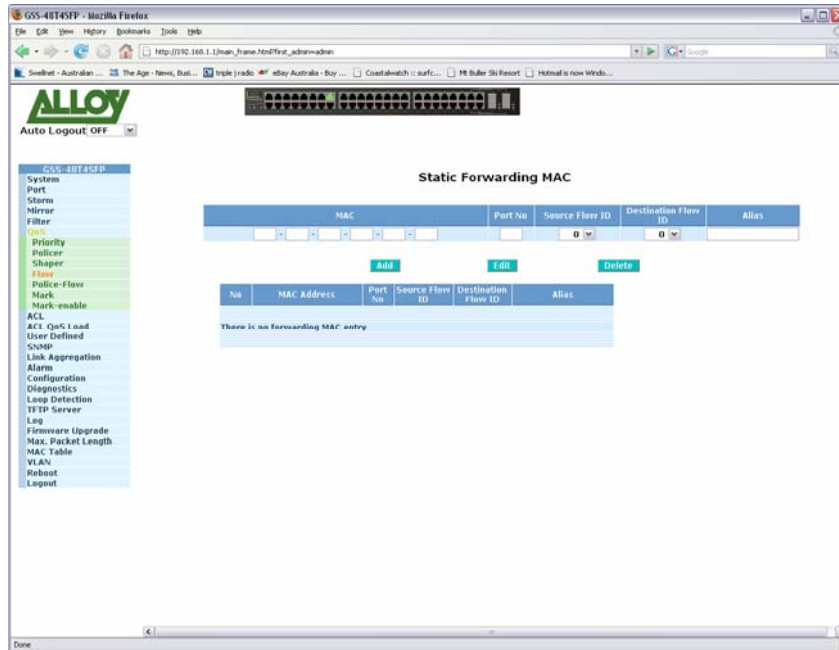 GSS-48T4SFP - Mozilla Firefox
File Edit View History Bookmarks Tools Help
http://192.168.1.1/main_frame.html?first_admin=admin
Google
Swellnet - Australian ... The Age - News, Busi... triple j radio eBay Australia - Buy ... Coastalwatch :: surfc... Mt Buller Ski Resort Hotmail is now Windo...
ALLOY
Auto Logout OFF
GSS-48T4SFP
System
Port
Storm
Mirror
Filter
QoS
Priority
Policer
Shaper
Flow
Police-Flow
Mark
Mark-enable
ACL
ACL QoS Load
User Defined
SNMP
Link Aggregation
Alarm
Configuration
Diagnostics
Loop Detection
TFTP Server
Log
Firmware Upgrade
Max. Packet Length
MAC Table
VLAN
Reboot
Logout
Static Forwarding MAC
MAC Port No Source Flow ID Destination Flow ID Alias
- - - - - 0 0
Add Edit Delete
No MAC Address Port No Source Flow ID Destination Flow ID Alias
There is no forwarding MAC entry
Done